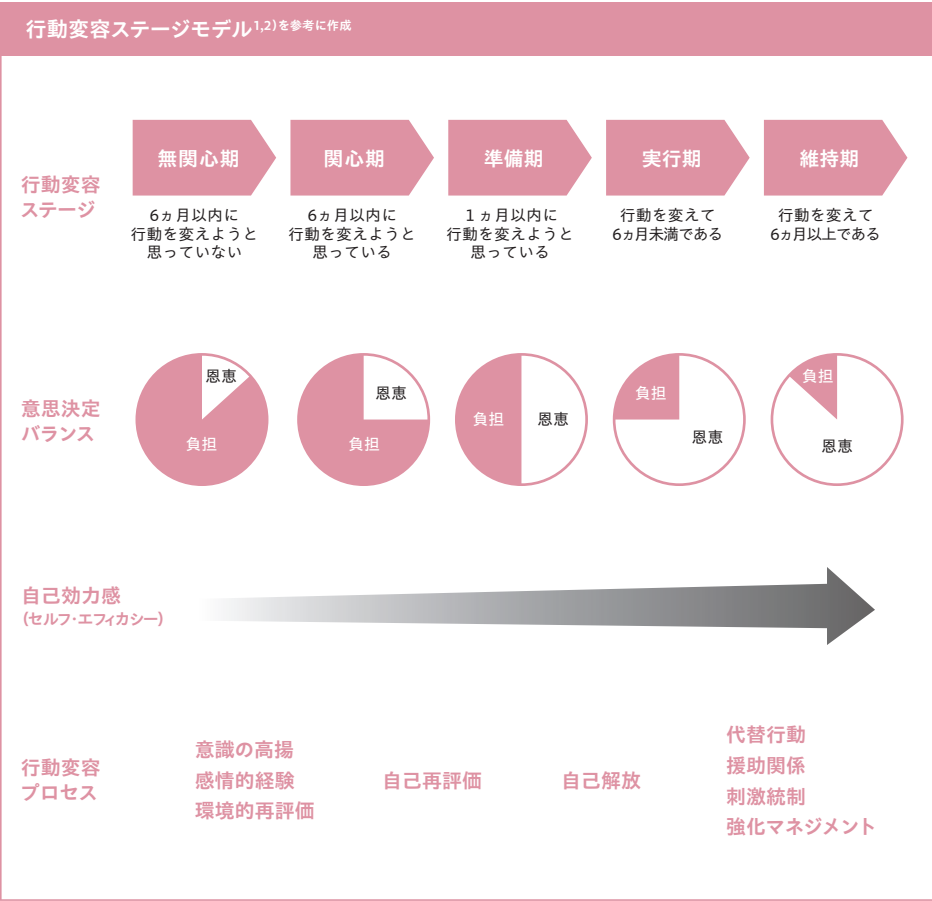 行動変容ステージモデル1,2)を参考に作成
行動変容
ステージ
無関心期
6ヵ月以内に
行動を変えようと
思っていない
関心期
6ヵ月以内に
行動を変えようと
思っている
準備期
1ヵ月以内に
行動を変えようと
思っている
実行期
行動を変えて
6ヵ月未満である
維持期
行動を変えて
6ヵ月以上である
意思決定
バランス
恩恵
負担
恩恵
負担
負担
恩恵
負担
恩恵
負担
恩恵
自己効力感
(セルフ・エフィカシー)
行動変容
プロセス
意識の高揚
感情的経験
環境的再評価
自己再評価
自己解放
代替行動
援助関係
刺激統制
強化マネジメント